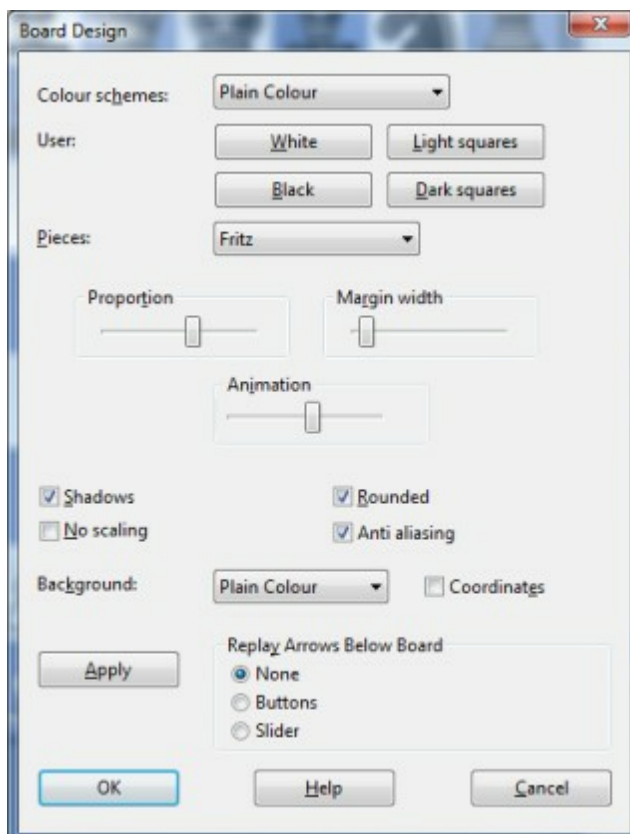 Board Design
Colour schemes: Plain Colour
User: White Light squares
Black Dark squares
Pieces: Fritz
Proportion Margin width
Animation
Shadows Rounded
No scaling Anti aliasing
Background: Plain Colour Coordinates
Replay Arrows Below Board
Apply None
Buttons
Slider
OK Help Cancel